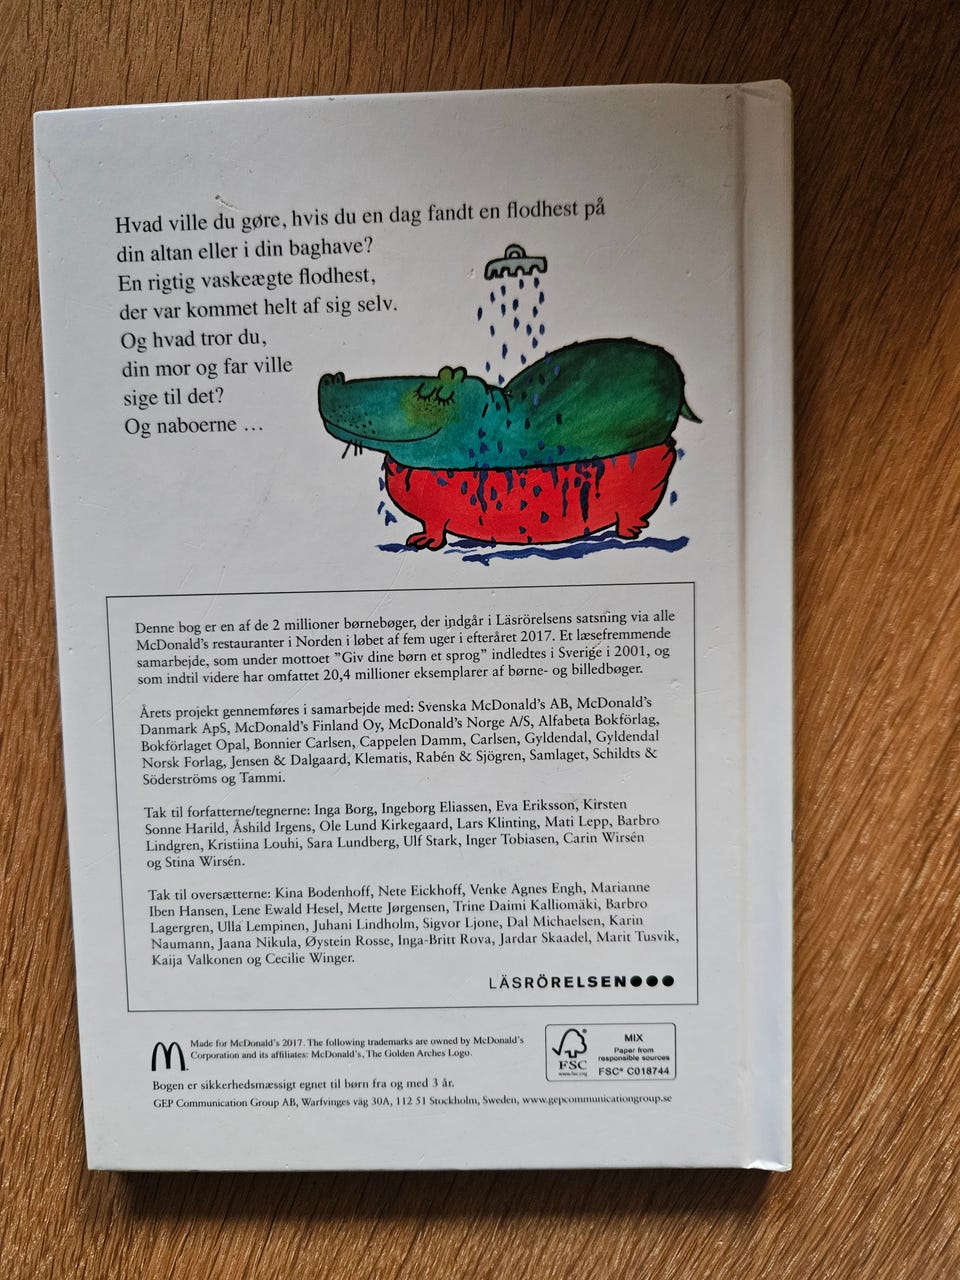 Hvad ville du gøre, hvis du en dag fandt en flodhest på
din altan eller i din baghave?
En rigtig vaskeægte flodhest,
der var kommet helt af sig selv.
Og hvad tror du,
din mor og far ville
sige til det?
Og naboerne …
Denne bog er en af de 2 millioner børnebøger, der indgår i Läsrörelsens satsning via alle
McDonald's restauranter i Norden i løbet af fem uger i efteråret 2017. Et læsefremmende
samarbejde, som under mottoet ”Giv dine børn et sprog” indledtes i Sverige i 2001, og
som indtil videre har omfattet 20,4 millioner eksemplarer af børne- og billedbøger.
Årets projekt gennemføres i samarbejde med: Svenska McDonald's AB, McDonald's
Danmark ApS, McDonald's Finland Oy, McDonald's Norge A/S, Alfabeta Bokförlag,
Bokförlaget Opal, Bonnier Carlsen, Cappelen Damm, Carlsen, Gyldendal, Gyldendal
Norsk Forlag, Jensen & Dalgaard, Klematis, Rabén & Sjögren, Samlaget, Schildts &
Söderströms og Tammi.
Tak til forfatterne/tegnerne: Inga Borg, Ingeborg Eliassen, Eva Eriksson, Kirsten
Sonne Harild, Åshild Irgens, Ole Lund Kirkegaard, Lars Klinting, Mati Lepp, Barbro
Lindgren, Kristiina Louhi, Sara Lundberg, Ulf Stark, Inger Tobiasen, Carin Wirsén
og Stina Wirsén.
Tak til oversætterne: Kina Bodenhoff, Nete Eickhoff, Venke Agnes Engh, Marianne
Iben Hansen, Lene Ewald Hesel, Mette Jørgensen, Trine Daimi Kalliomäki, Barbro
Lagergren, Ulla Lempinen, Juhani Lindholm, Sigvor Ljone, Dal Michaelsen, Karin
Naumann, Jaana Nikula, Øystein Rosse, Inga-Britt Rova, Jardar Skaadel, Marit Tusvik,
Kaija Valkonen og Cecilie Winger.
LÄSRÖRELSEN●●●
Made for McDonald's 2017. The following trademarks are owned by McDonald's
Corporation and its affiliates: McDonald's, The Golden Arches Logo.
Bogen er sikkerhedsmæssigt egnet til børn fra og med 3 år.
GEP Communication Group AB, Warfvinges väg 30A, 112 51 Stockholm, Sweden, www.gepcommunicationgroup.se
FSC
www.fsc.org
MIX
Paper from
responsible sources
FSC® C018744